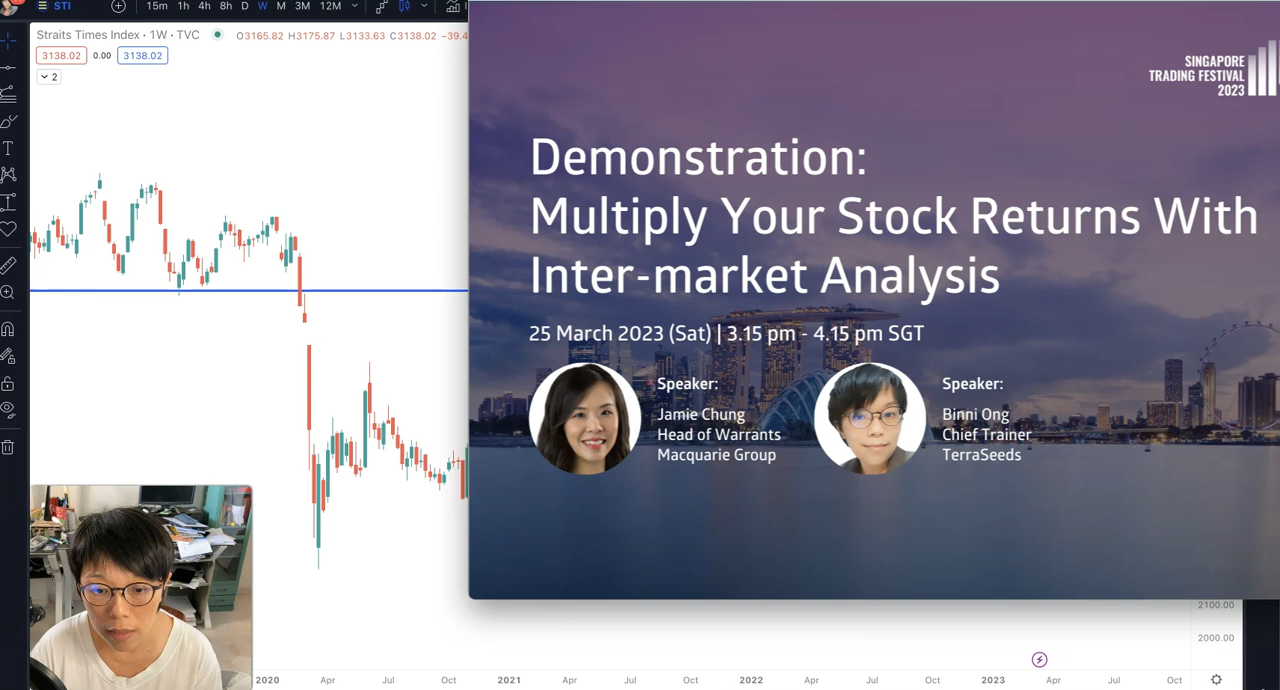 STI
15m 1h 4h 8h D W M 3M 12M
Straits Times Index · 1W · TVC
O3165.82 H3175.87 L3133.63 C3138.02 −39.4
3138.02 0.00 3138.02
2
SINGAPORE
TRADING FESTIVAL
2023
Demonstration:
Multiply Your Stock Returns With
Inter-market Analysis
25 March 2023 (Sat) | 3.15 pm - 4.15 pm SGT
Speaker:
Jamie Chung
Head of Warrants
Macquarie Group
Speaker:
Binni Ong
Chief Trainer
TerraSeeds
2100.00
2000.00
2020 Apr Jul Oct 2021 Apr Jul Oct 2022 Apr Jul Oct 2023 Apr Jul Oct